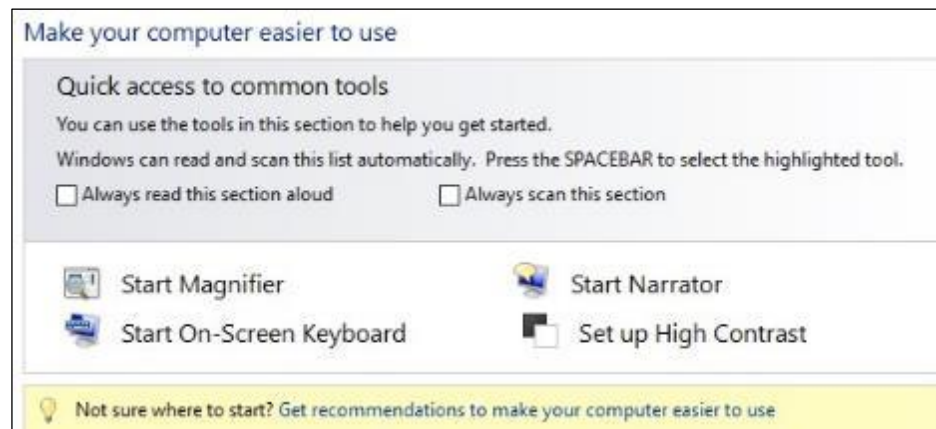 Make your computer easier to use
Quick access to common tools
You can use the tools in this section to help you get started.
Windows can read and scan this list automatically. Press the SPACEBAR to select the highlighted tool.
Always read this section aloud Always scan this section
Start Magnifier Start Narrator
Start On-Screen Keyboard Set up High Contrast
Not sure where to start? Get recommendations to make your computer easier to use